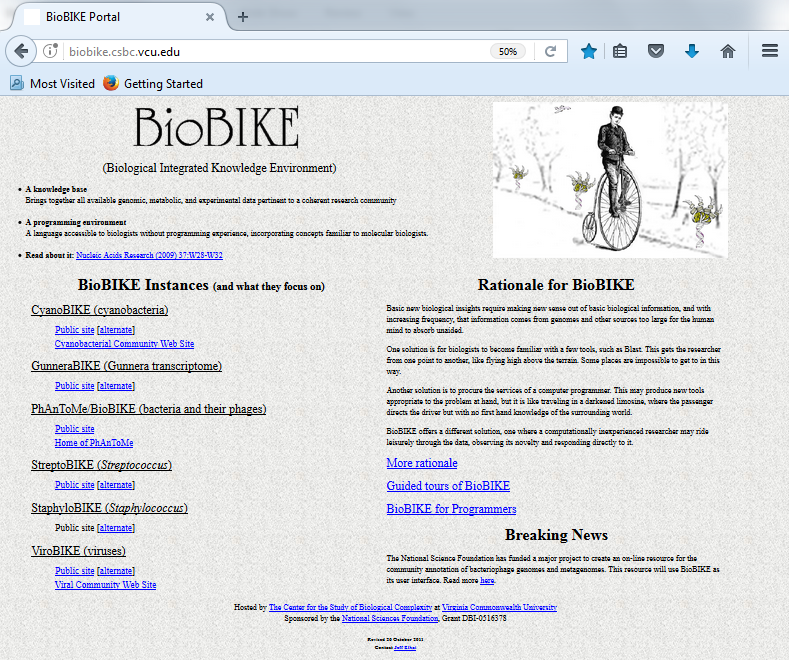 BioBIKE Portal
biobike.csbc.vcu.edu
50%
Most Visited
Getting Started
BioBIKE
(Biological Integrated Knowledge Environment)
• A knowledge base
Brings together all available genomic, metabolic, and experimental data pertinent to a coherent research community
• A programming environment
A language accessible to biologists without programming experience, incorporating concepts familiar to molecular biologists.
• Read about it: Nucleic Acids Research (2009) 37:W28-W32
BioBIKE Instances (and what they focus on)
CyanoBIKE (cyanobacteria)
Public site [alternate]
Cyanobacterial Community Web Site
GunneraBIKE (Gunnera transcriptome)
Public site [alternate]
PhAnToMe/BioBIKE (bacteria and their phages)
Public site
Home of PhAnToMe
StreptoBIKE (Streptococcus)
Public site [alternate]
StaphyloBIKE (Staphylococcus)
Public site [alternate]
ViroBIKE (viruses)
Public site [alternate]
Viral Community Web Site
Rationale for BioBIKE
Basic new biological insights require making new sense out of basic biological information, and with
increasing frequency, that information comes from genomes and other sources too large for the human
mind to absorb unaided.
One solution is for biologists to become familiar with a few tools, such as Blast. This gets the researcher
from one point to another, like flying high above the terrain. Some places are impossible to get to in this
way.
Another solution is to procure the services of a computer programmer. This may produce new tools
appropriate to the problem at hand, but it is like traveling in a darkened limosine, where the passenger
directs the driver but with no first hand knowledge of the surrounding world.
BioBIKE offers a different solution, one where a computationally inexperienced researcher may ride
leisurely through the data, observing its novelty and responding directly to it.
More rationale
Guided tours of BioBIKE
BioBIKE for Programmers
Breaking News
The National Science Foundation has funded a major project to create an on-line resource for the
community annotation of bacteriophage genomes and metagenomes. This resource will use BioBIKE as
its user interface. Read more here.
Hosted by The Center for the Study of Biological Complexity at Virginia Commonwealth University
Sponsored by the National Sciences Foundation, Grant DBI-0516378
Revised 20 October 2011
Contact Jeff Elhai